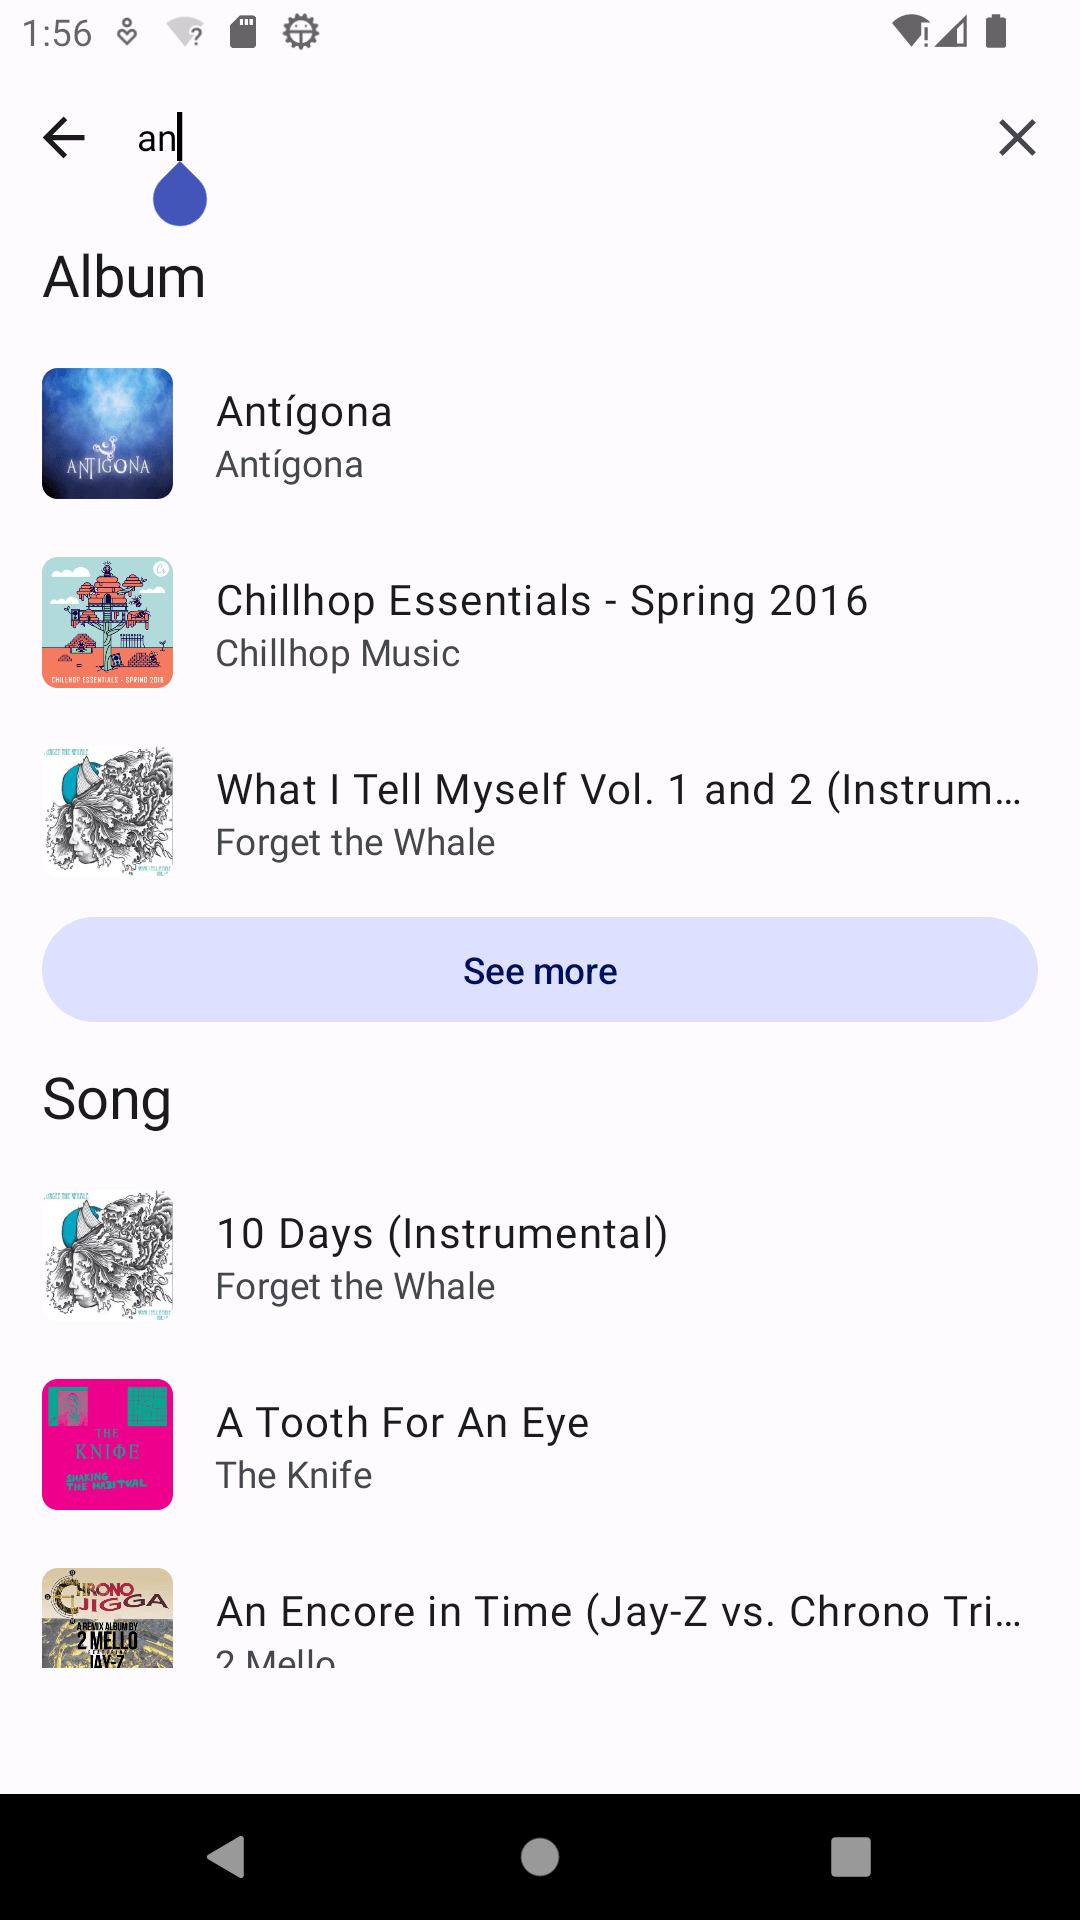 1:56
an
Album
ANTIGONA
Antígona
Antígona
CHILLHOP ESSENTIALS - SPRING 2016
Chillhop Essentials - Spring 2016
Chillhop Music
What I Tell Myself Vol. 1 and 2 (Instrum…
Forget the Whale
See more
Song
10 Days (Instrumental)
Forget the Whale
THE
KNIΦE
SHAKING
THE HABITUAL
A Tooth For An Eye
The Knife
CHRONO
JIGGA
A REMIX ALBUM BY
2 MELLO
JAY-Z
An Encore in Time (Jay-Z vs. Chrono Tri…
2 Mello